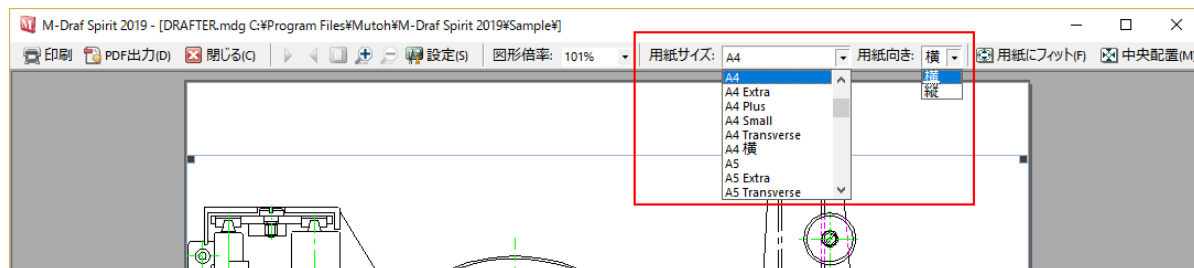 M-Draf Spirit 2019 - [DRAFTER.mdg C:¥Program Files¥Mutoh¥M-Draf Spirit 2019¥Sample¥]
印刷 PDF出力(D) 閉じる(C) 設定(S) 図形倍率: 101% 用紙サイズ: A4 用紙向き: 横 用紙にフィット(F) 中央配置(M
A4
A4 Extra
A4 Plus
A4 Small
A4 Transverse
A4 横
A5
A5 Extra
A5 Transverse
横
縦